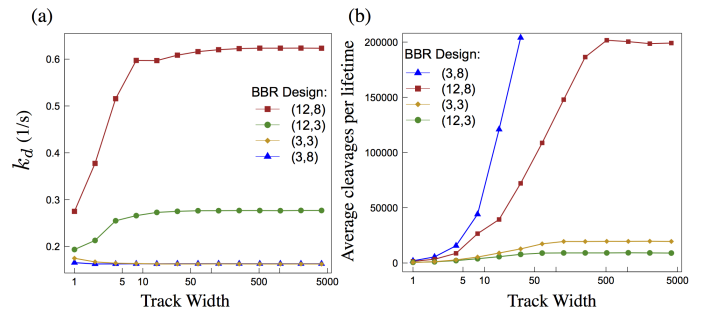 (a)
0.6
0.5
0.4
0.3
0.2
k_d (1/s)
BBR Design:
(12,8)
(12,3)
(3,3)
(3,8)
1 5 10 50 500 5000
Track Width
(b)
200000
150000
100000
50000
0
Average cleavages per lifetime
BBR Design:
(3,8)
(12,8)
(3,3)
(12,3)
1 5 10 50 500 5000
Track Width